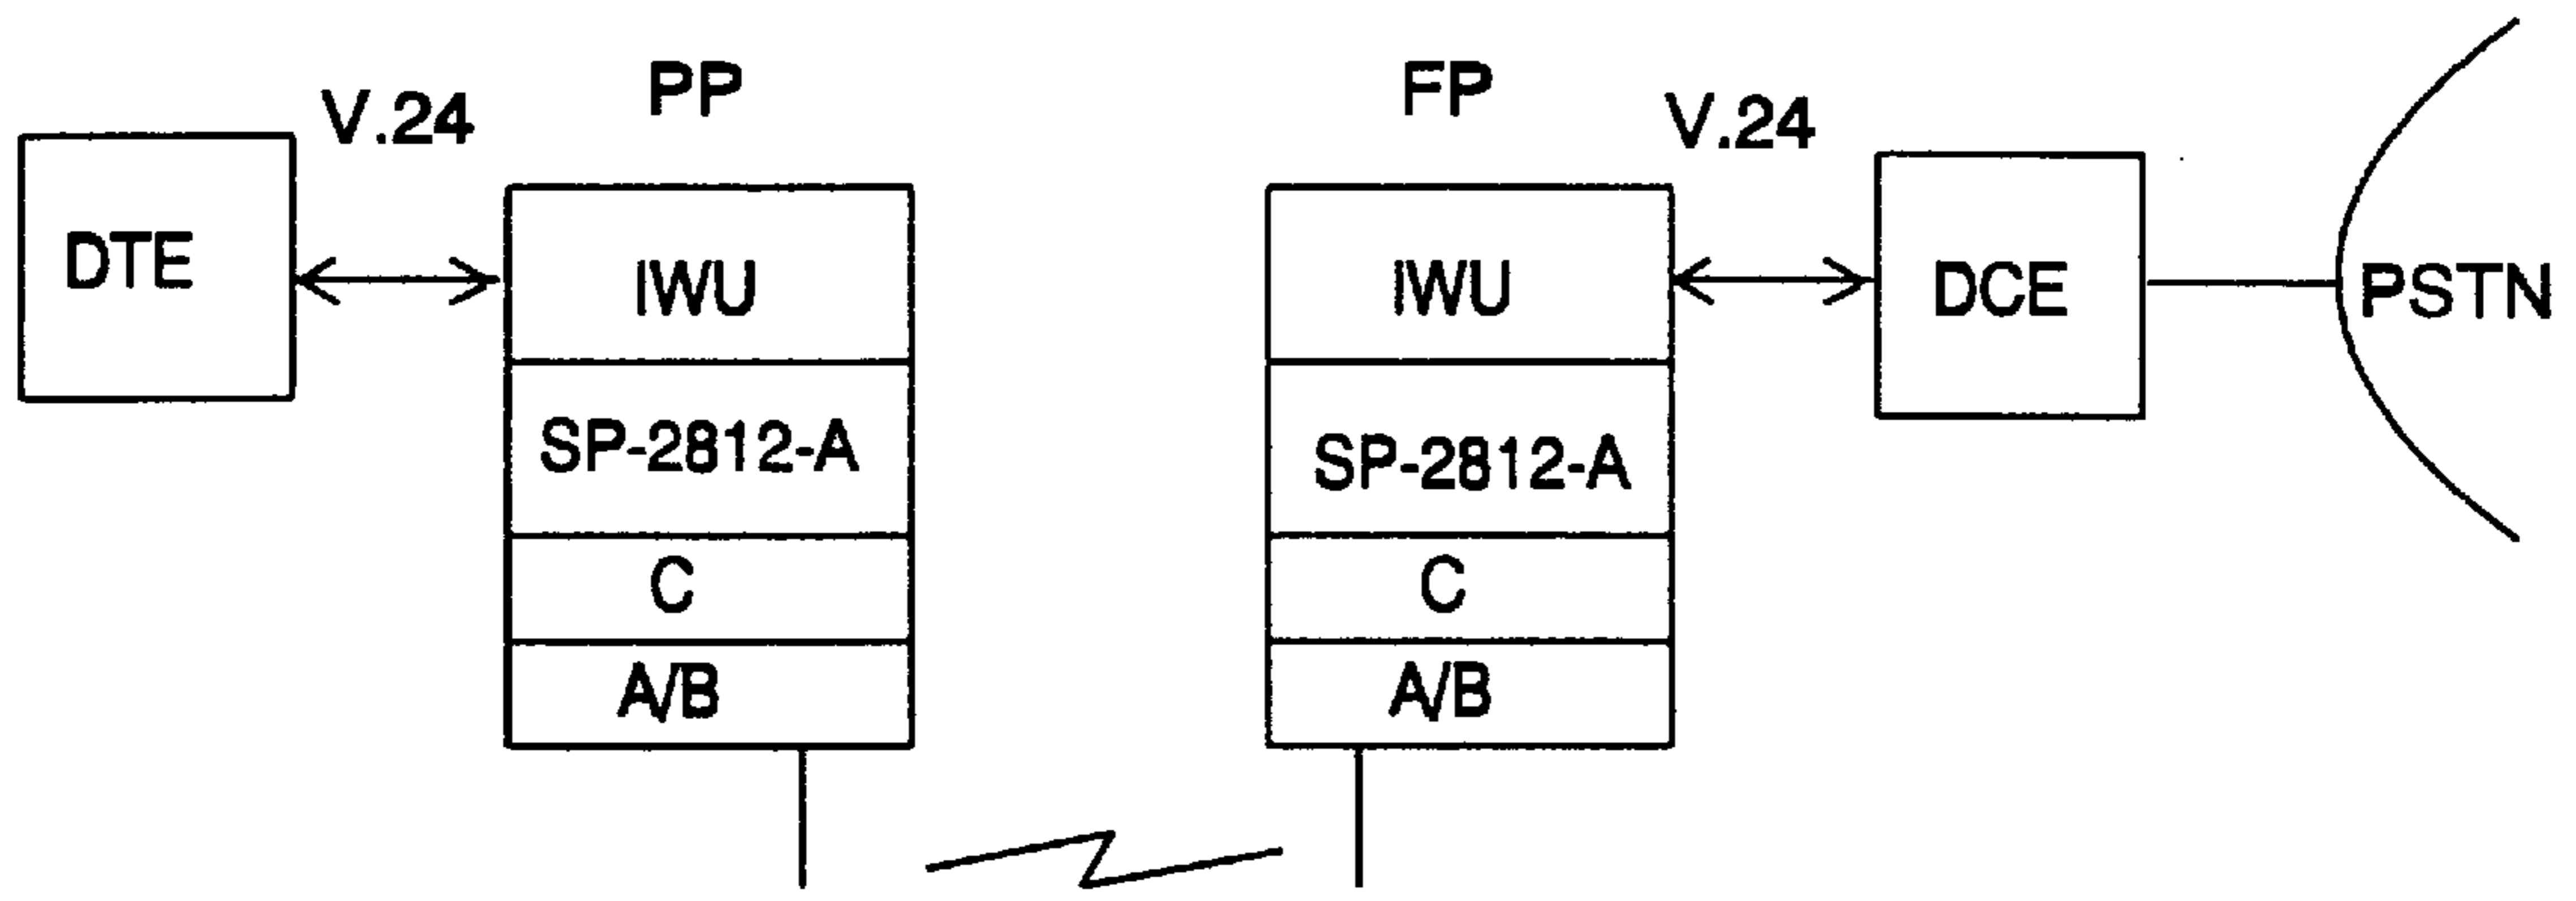 PP
FP
V.24
V.24
DTE
IWU
IWU
DCE
PSTN
SP-2812-A
SP-2812-A
C
C
A/B
A/B